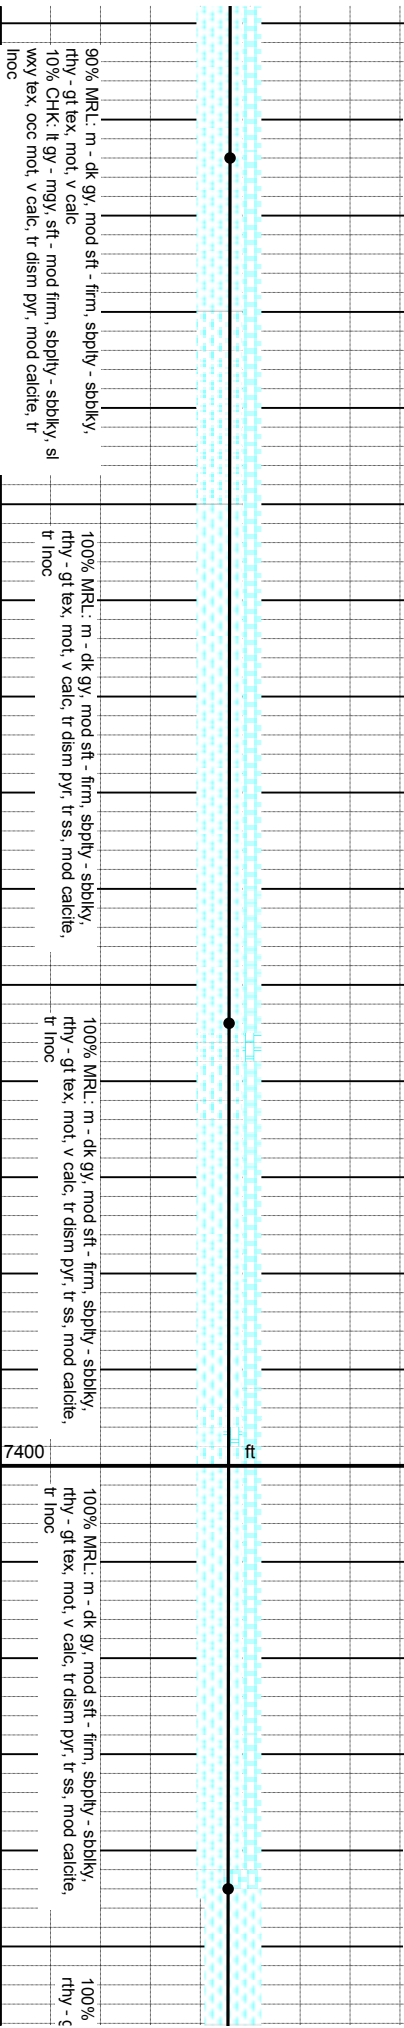 90% MRL: m - dk gy, mod sft - firm, sbplty - sbblky,
rthy - gt tex, mot, v calc
10% CHK: lt gy - mgy, sft - mod firm, sbplty - sbblky, sl
wxy tex, occ mot, v calc, tr dism pyr, mod calcite, tr
Inoc
100% MRL: m - dk gy, mod sft - firm, sbplty - sbblky,
rthy - gt tex, mot, v calc, tr dism pyr, tr ss, mod calcite,
tr Inoc
100% MRL: m - dk gy, mod sft - firm, sbplty - sbblky,
rthy - gt tex, mot, v calc, tr dism pyr, tr ss, mod calcite,
tr Inoc
7400 ft
100% MRL: m - dk gy, mod sft - firm, sbplty - sbblky,
rthy - gt tex, mot, v calc, tr dism pyr, tr ss, mod calcite,
tr Inoc
100%
rthy - g